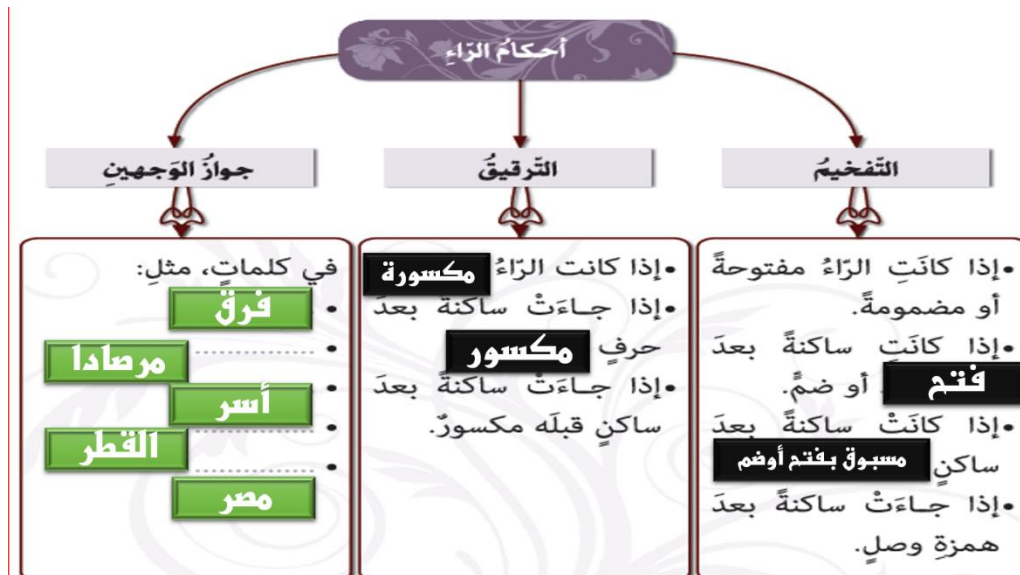 أحكامُ الرّاءِ
التّفخيمُ
التّرقيقُ
جوازُ الوَجهينِ
•إذا كانَتِ الرّاءُ مفتوحةً
أو مضمومةً.
•إذا كانَتِ ساكنةً بعدَ
فتح أو ضمٍّ.
•إذا كانَتْ ساكنةً بعدَ
ساكنٍ مسبوق بفتح أوضم
•إذا جاءَتْ ساكنةً بعدَ
همزةِ وصلٍ.
•إذا كانت الرّاءُ مكسورة
•إذا جاءَتْ ساكنةً بعدَ
حرفٍ مكسور
•إذا جاءَتْ ساكنةً بعدَ
ساكنٍ قبلَه مكسورٌ.
في كلماتٍ، مثلِ:
• فرق
• مرصادا
• أسر
• القطر
• مصر